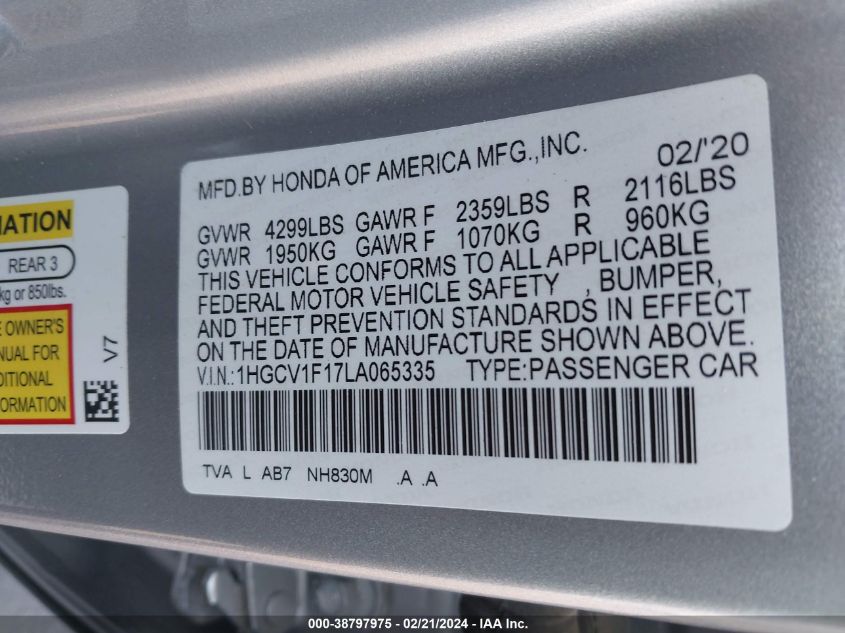 MFD.BY HONDA OF AMERICA MFG.,INC. 02/'20
GVWR 4299LBS GAWR F 2359LBS R 2116LBS
GVWR 1950KG GAWR F 1070KG R 960KG
THIS VEHICLE CONFORMS TO ALL APPLICABLE
FEDERAL MOTOR VEHICLE SAFETY , BUMPER,
AND THEFT PREVENTION STANDARDS IN EFFECT
ON THE DATE OF MANUFACTURE SHOWN ABOVE.
V.I.N.:1HGCV1F17LA065335 TYPE:PASSENGER CAR
TVA L AB7 NH830M .A .A
MATION
REAR 3
kg or 850lbs.
E OWNER'S
NUAL FOR
DITIONAL
FORMATION
V7
000-38797975 - 02/21/2024 - IAA Inc.